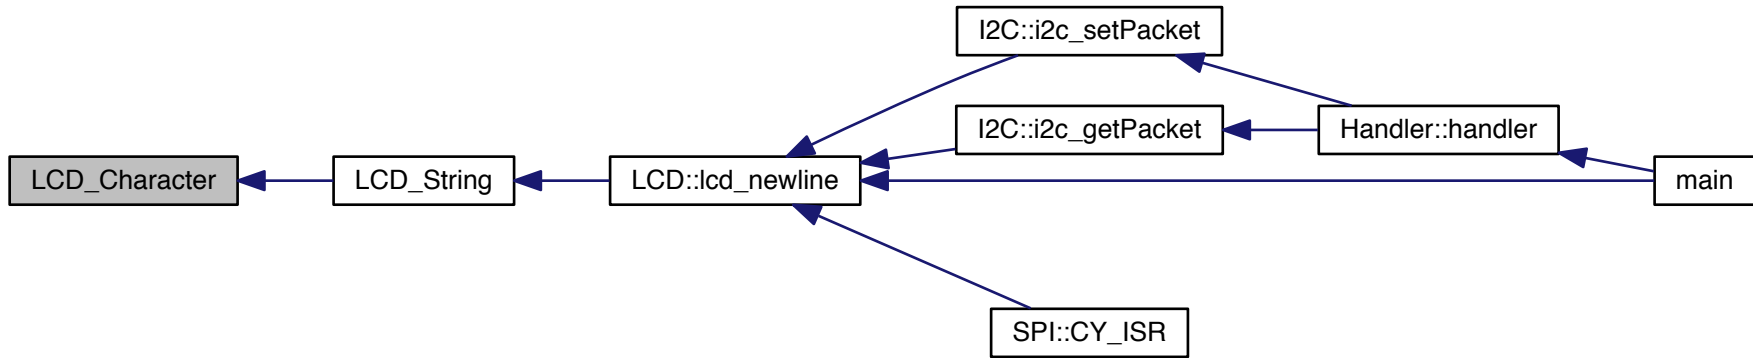 I2C::i2c_setPacket
I2C::i2c_getPacket
Handler::handler
LCD_Character
LCD_String
LCD::lcd_newline
main
SPI::CY_ISR